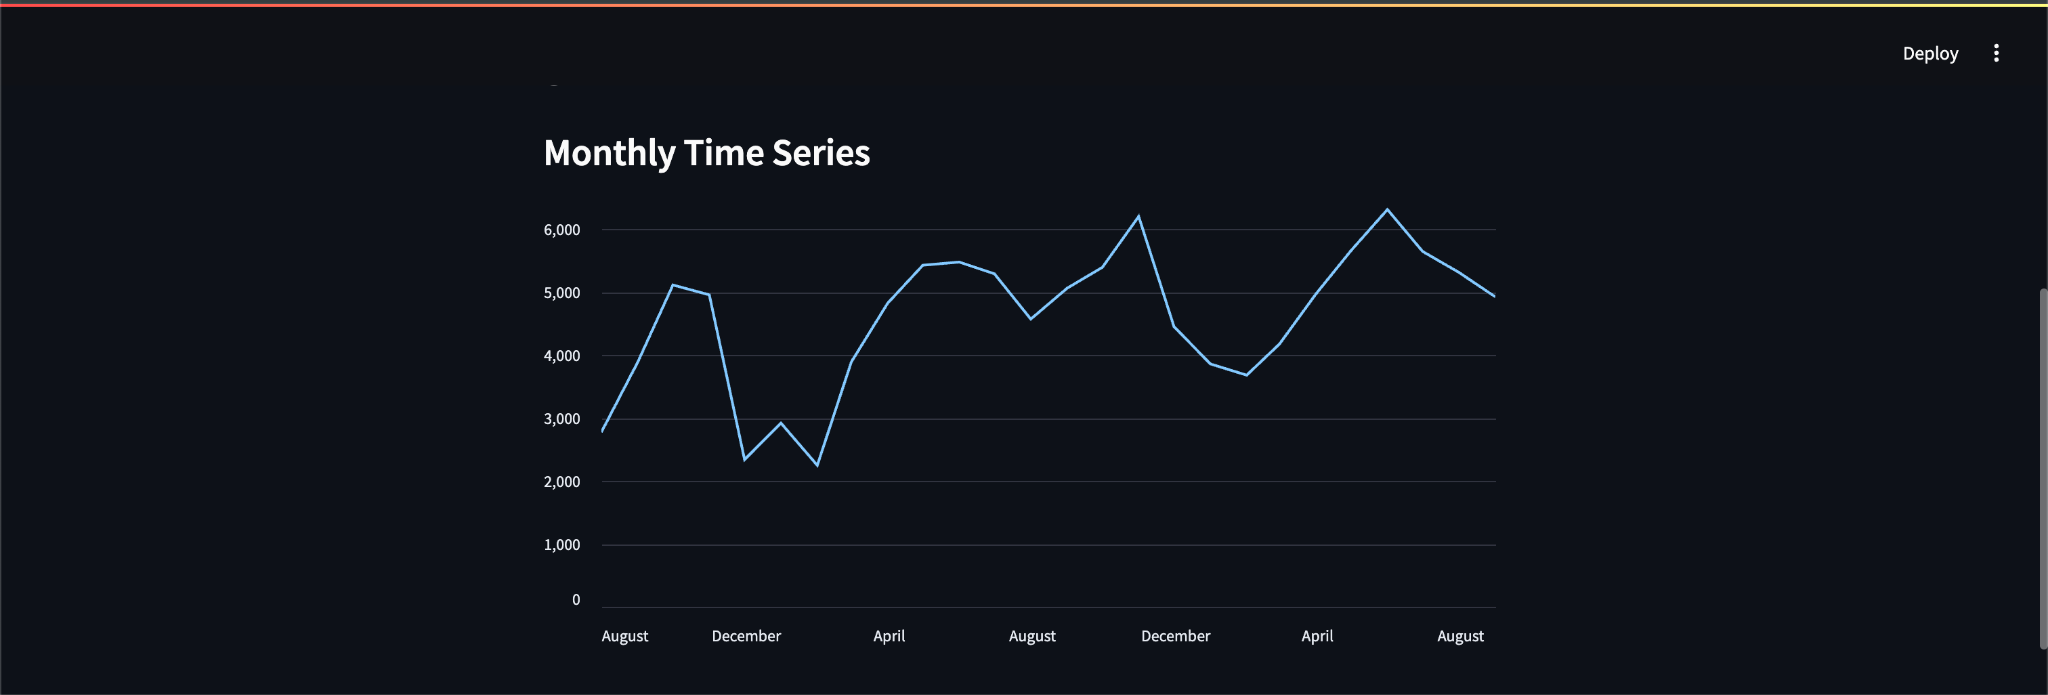 Deploy
Monthly Time Series
6,000
5,000
4,000
3,000
2,000
1,000
0
August December April August December April August